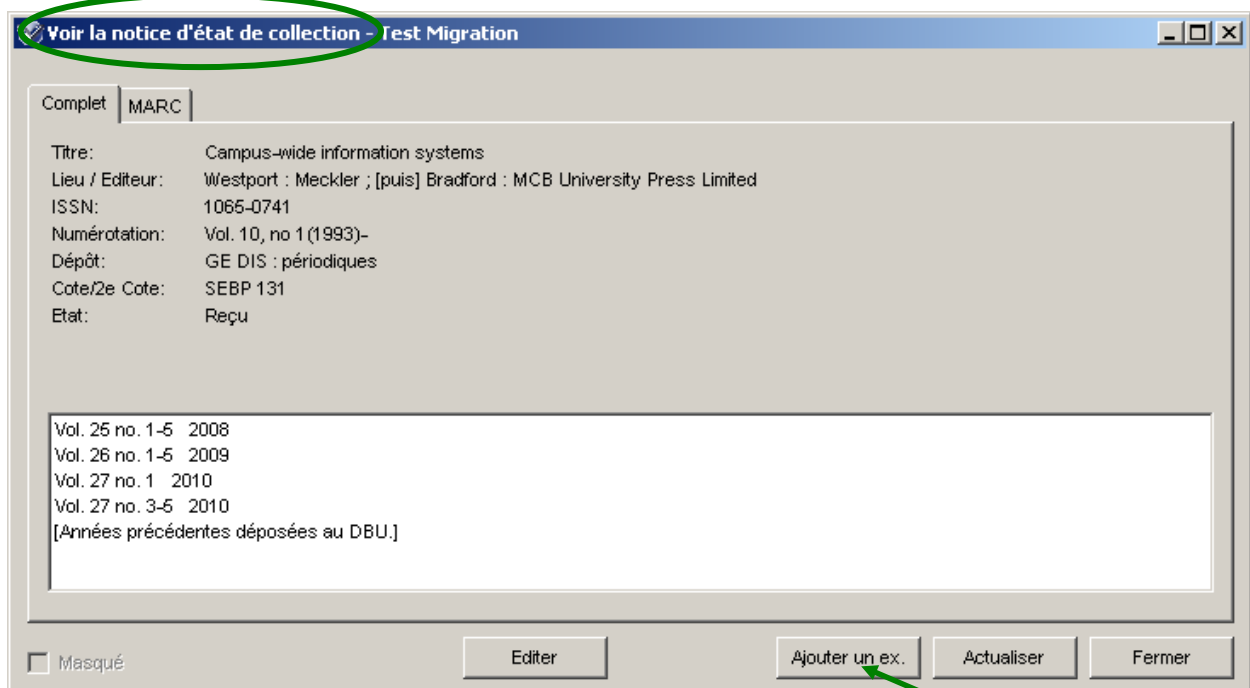 Voir la notice d'état de collection - Test Migration
Complet MARC
Titre: Campus-wide information systems
Lieu / Editeur: Westport : Meckler ; [puis] Bradford : MCB University Press Limited
ISSN: 1065-0741
Numérotation: Vol. 10, no 1(1993)-
Dépôt: GE DIS : périodiques
Cote/2e Cote: SEBP 131
Etat: Reçu
Vol. 25 no. 1-5 2008
Vol. 26 no. 1-5 2009
Vol. 27 no. 1 2010
Vol. 27 no. 3-5 2010
[Années précédentes déposées au DBU.]
Masqué Editer Ajouter un ex. Actualiser Fermer